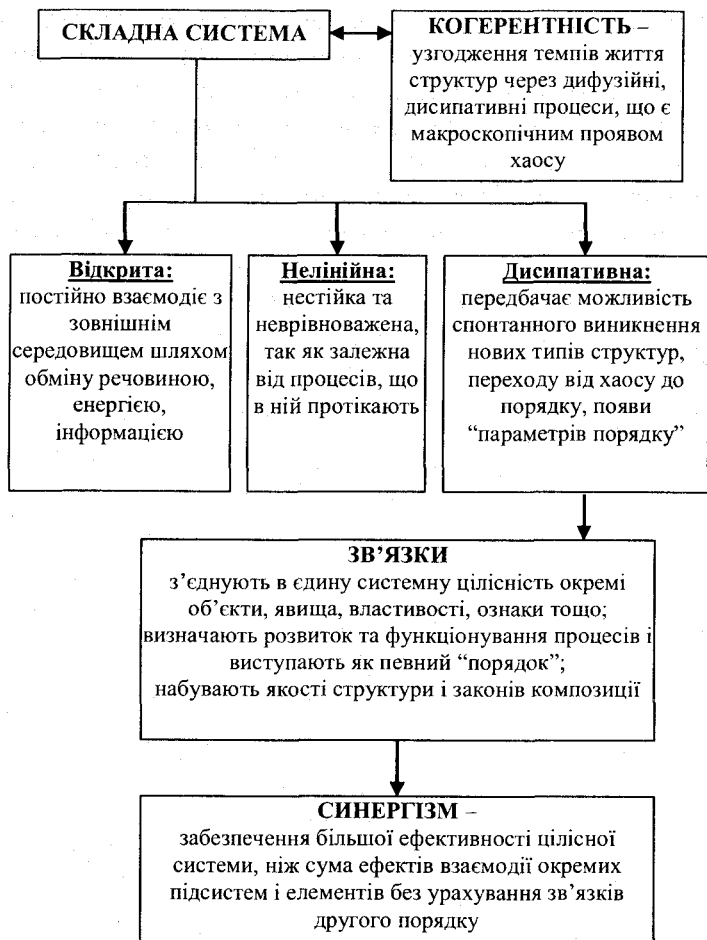 СКЛАДНА СИСТЕМА
КОГЕРЕНТНІСТЬ –
узгодження темпів життя
структур через дифузійні,
дисипативні процеси, що є
макроскопічним проявом
хаосу
Відкрита:
постійно взаємодіє з
зовнішнім
середовищем шляхом
обміну речовиною,
енергією,
інформацією
Нелінійна:
нестійка та
неврівноважена,
так як залежна
від процесів, що
в ній протікають
Дисипативна:
передбачає можливість
спонтанного виникнення
нових типів структур,
переходу від хаосу до
порядку, появи
“параметрів порядку”
ЗВ’ЯЗКИ
з’єднують в єдину системну цілісність окремі
об’єкти, явища, властивості, ознаки тощо;
визначають розвиток та функціонування процесів і
виступають як певний “порядок”;
набувають якості структури і законів композиції
СИНЕРГІЗМ –
забезпечення більшої ефективності цілісної
системи, ніж сума ефектів взаємодії окремих
підсистем і елементів без урахування зв’язків
другого порядку